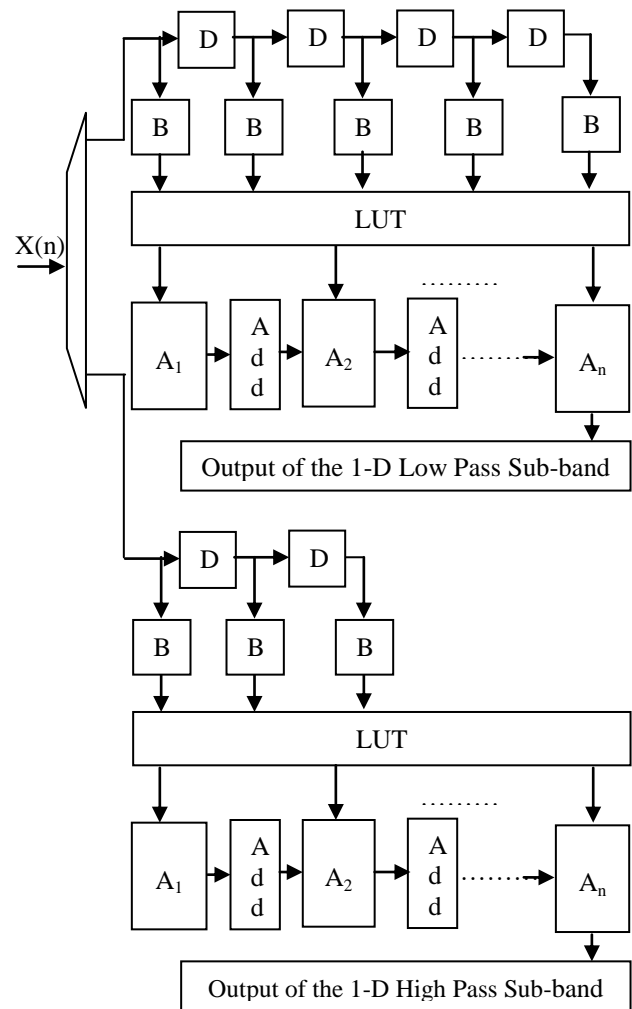 D D D D
B B B B B
LUT
X(n)
A₁ Add A₂ Add Aₙ
Output of the 1-D Low Pass Sub-band
D D
B B B
LUT
A₁ Add A₂ Add Aₙ
Output of the 1-D High Pass Sub-band